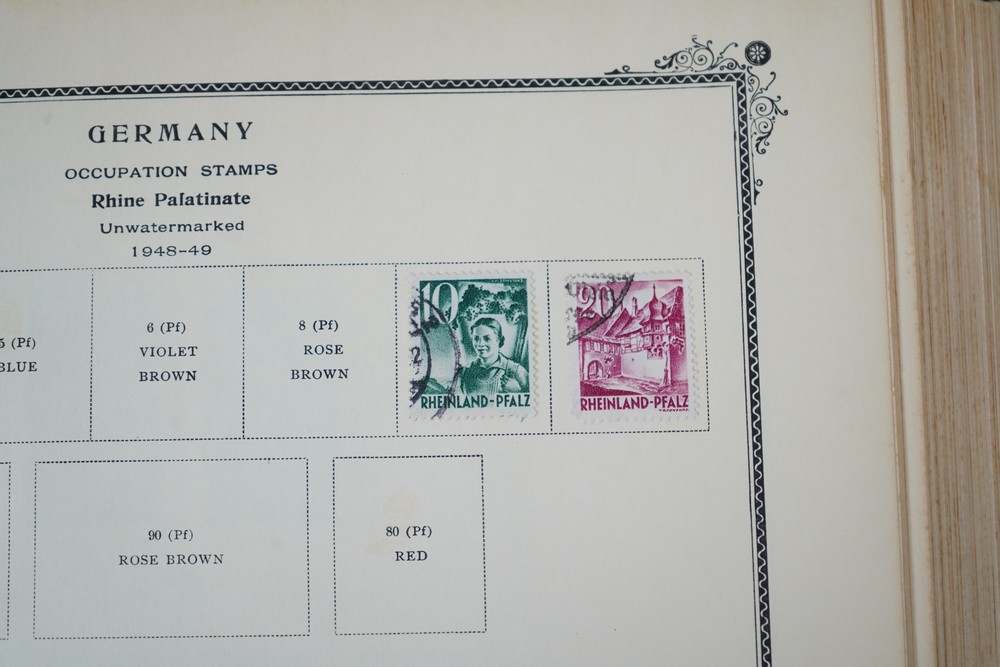 GERMANY
OCCUPATION STAMPS
Rhine Palatinate
Unwatermarked
1948-49
5 (Pf)
BLUE
6 (Pf)
VIOLET
BROWN
8 (Pf)
ROSE
BROWN
10
RHEINLAND-PFALZ
20
RHEINLAND-PFALZ
90 (Pf)
ROSE BROWN
80 (Pf)
RED